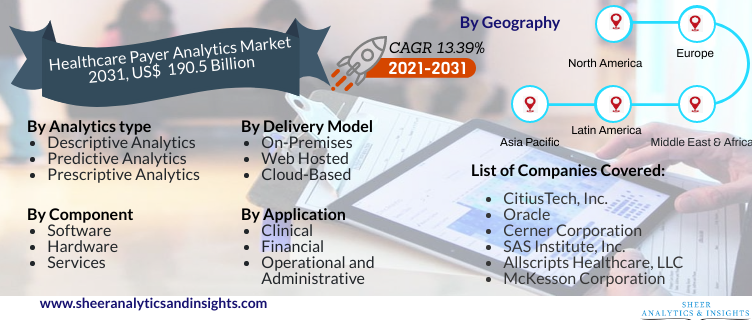 Healthcare Payer Analytics Market
2031, US$ 190.5 Billion
CAGR 13.39%
2021-2031
By Geography
North America
Europe
Asia Pacific
Latin America
Middle East & Africa
By Analytics type
• Descriptive Analytics
• Predictive Analytics
• Prescriptive Analytics
By Delivery Model
• On-Premises
• Web Hosted
• Cloud-Based
By Component
• Software
• Hardware
• Services
By Application
• Clinical
• Financial
• Operational and
Administrative
List of Companies Covered:
• CitiusTech, Inc.
• Oracle
• Cerner Corporation
• SAS Institute, Inc.
• Allscripts Healthcare, LLC
• McKesson Corporation
www.sheeranalyticsandinsights.com
SHEER
ANALYTICS & INSIGHTS